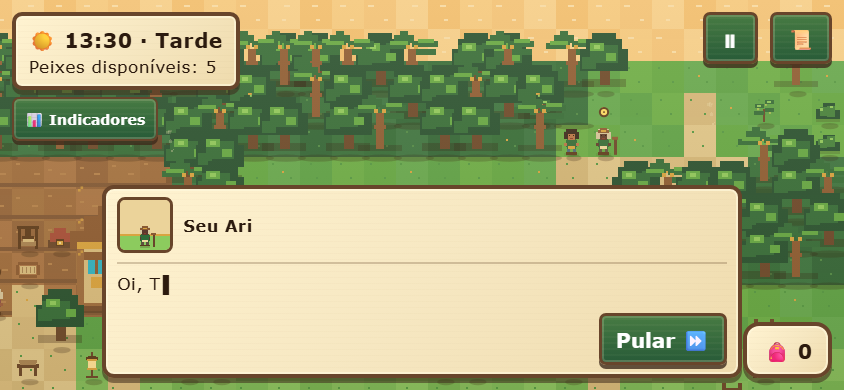 13:30 · Tarde
Peixes disponíveis: 5
Indicadores
Seu Ari
Oi, T
Pular
0